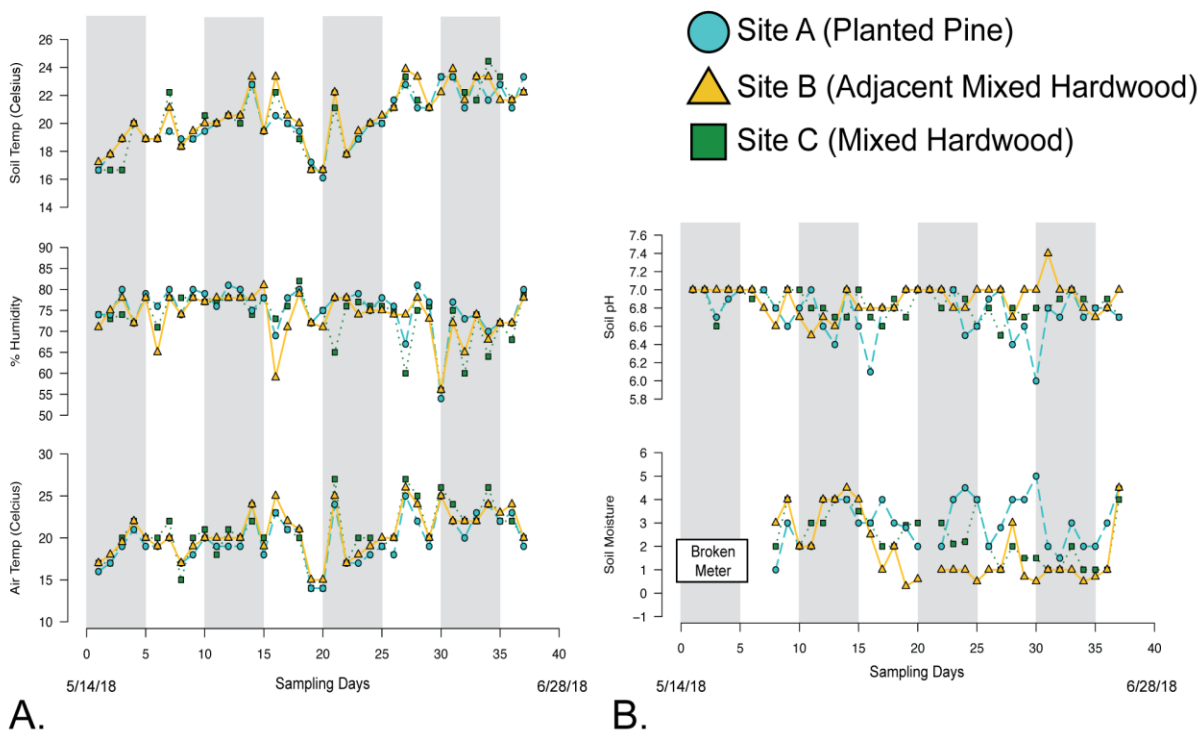 Site A (Planted Pine)
Site B (Adjacent Mixed Hardwood)
Site C (Mixed Hardwood)
Soil Temp (Celsius)
26
24
22
20
18
16
14
% Humidity
90
85
80
75
70
65
60
55
50
Air Temp (Celcius)
30
25
20
15
10
0 5 10 15 20 25 30 35 40
5/14/18 Sampling Days 6/28/18
A.
Soil pH
7.6
7.4
7.2
7.0
6.8
6.6
6.4
6.2
6.0
5.8
Soil Moisture
6
5
4
3
2
1
0
−1
Broken
Meter
0 5 10 15 20 25 30 35 40
5/14/18 Sampling Days 6/28/18
B.